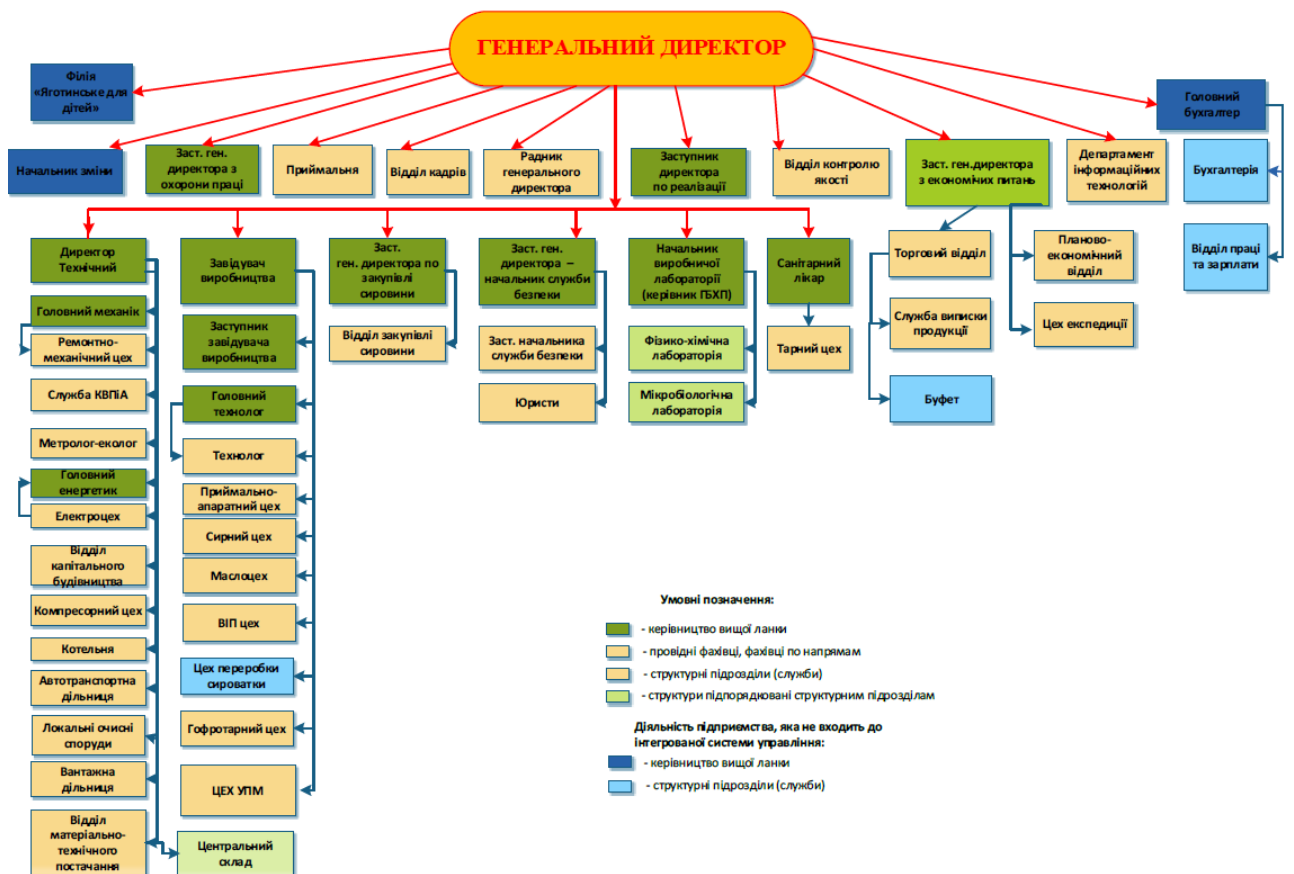 ГЕНЕРАЛЬНИЙ ДИРЕКТОР
Філія
«Яготинське для
дітей»
Головний
бухгалтер
Начальник зміни
Заст. ген.
директора з
охорони праці
Приймальня
Відділ кадрів
Радник
генерального
директора
Заступник
директора
по реалізації
Відділ контролю
якості
Заст. ген.директора
з економічих питань
Департамент
інформаційних
технологій
Бухгалтерія
Відділ праці
та зарплати
Директор
Технічний
Завідувач
виробництва
Заст.
ген. директора по
закупівлі
сировини
Заст. ген.
директора –
начальник служби
безпеки
Начальник
виробничої
лабораторії
(керівник ГБХП)
Санітарний
лікар
Торговий відділ
Планово-
економічний
відділ
Головний механік
Ремонтно-
механічний цех
Служба КВПіА
Метролог-еколог
Головний
енергетик
Електроцех
Відділ
капітального
будівництва
Компресорний цех
Котельня
Автотранспортна
дільниця
Локальні очисні
споруди
Вантажна
дільниця
Відділ
матеріально-
технічного
постачання
Заступник
завідувача
виробництва
Головний
технолог
Технолог
Приймально-
апаратний цех
Сирний цех
Маслоцех
ВІП цех
Цех переробки
сироватки
Гофротарний цех
ЦЕХ УПМ
Центральний
склад
Відділ закупівлі
сировини
Заст. начальника
служби безпеки
Юристи
Фізико-хімічна
лабораторія
Мікробіологічна
лабораторія
Тарний цех
Служба виписки
продукції
Буфет
Цех експедиції
Умовні позначення:
- керівництво вищої ланки
- провідні фахівці, фахівці по напрямам
- структурні підрозділи (служби)
- структури підпорядковані структурним підрозділам
Діяльність підприємства, яка не входить до
інтегрованої системи управління:
- керівництво вищої ланки
- структурні підрозділи (служби)